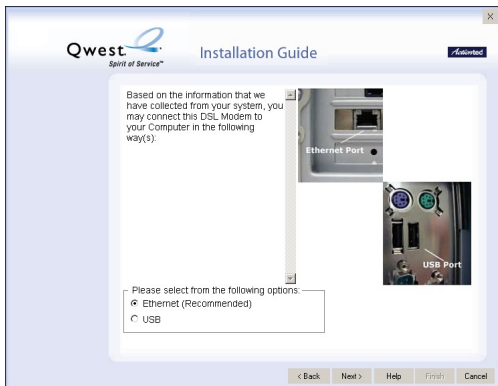 X
Qwest
Spirit of Service™
Installation Guide
Actiontec
Based on the information that we
have collected from your system, you
may connect this DSL Modem to
your Computer in the following
way(s):
Ethernet Port
USB Port
Please select from the following options:
Ethernet (Recommended)
USB
< Back
Next >
Help
Finish
Cancel